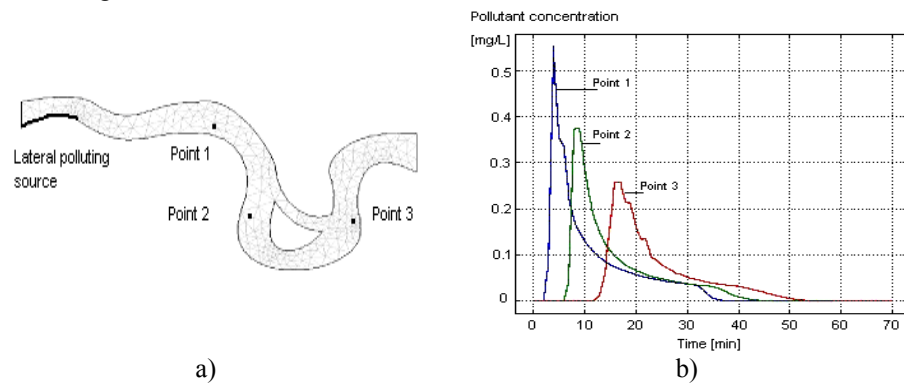 Lateral polluting
source
Point 1
Point 2
Point 3
a)
Pollutant concentration
[mg/L]
0.5
0.4
0.3
0.2
0.1
0
Point 1
Point 2
Point 3
0 10 20 30 40 50 60 70
Time [min]
b)